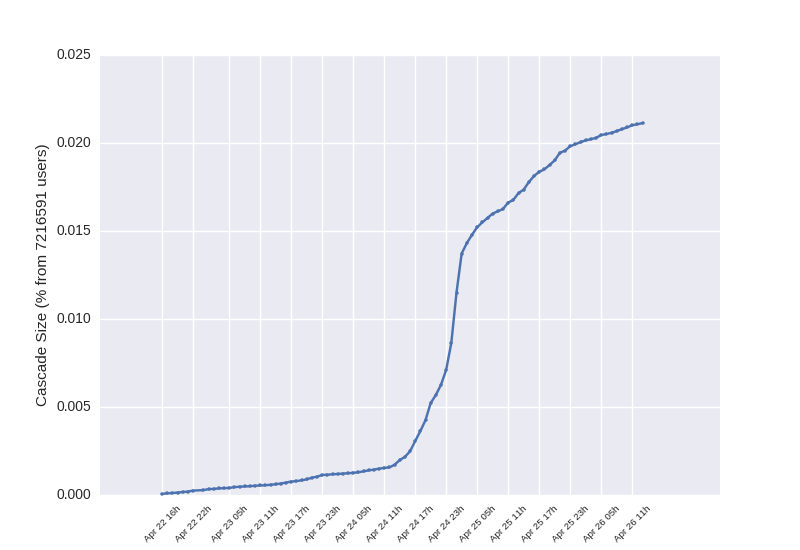 0.025
0.020
0.015
0.010
0.005
0.000
Cascade Size (% from 7216591 users)
Apr 22 16h
Apr 22 22h
Apr 23 05h
Apr 23 11h
Apr 23 17h
Apr 23 23h
Apr 24 05h
Apr 24 11h
Apr 24 17h
Apr 24 23h
Apr 25 05h
Apr 25 11h
Apr 25 17h
Apr 25 23h
Apr 26 05h
Apr 26 11h